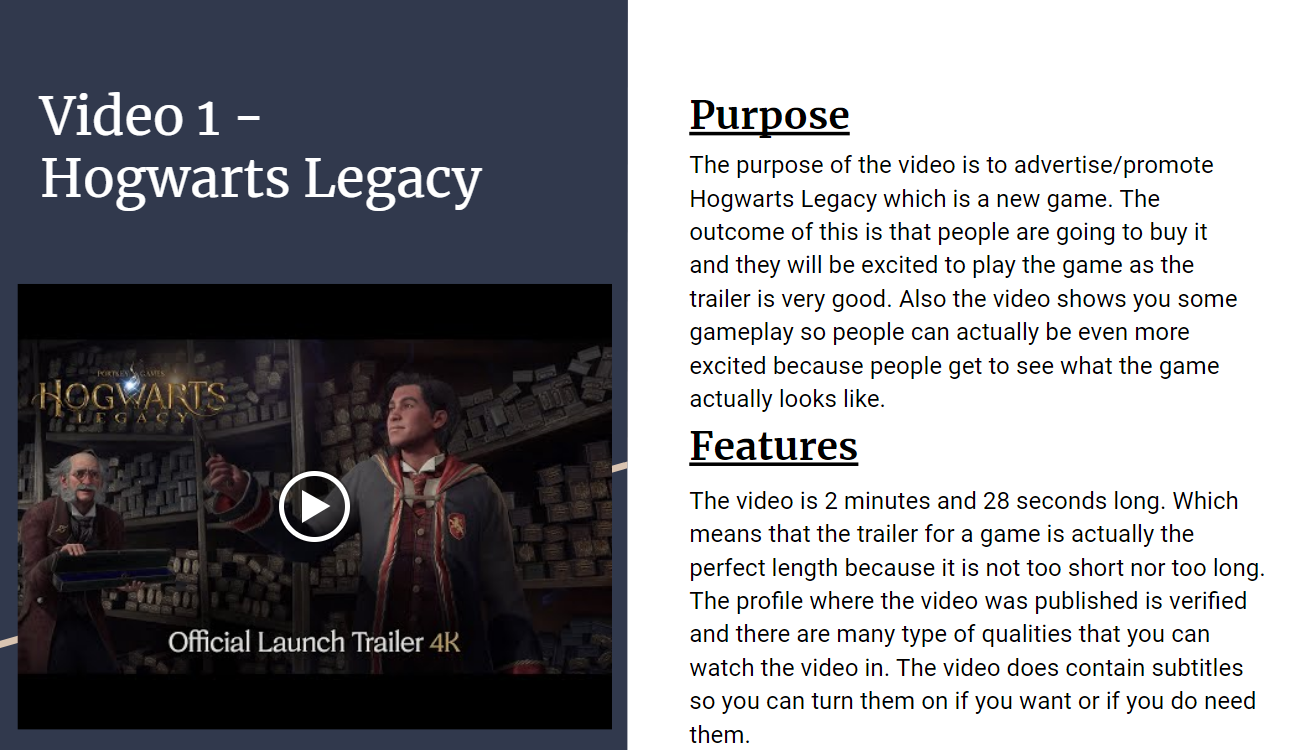 Video 1 -
Hogwarts Legacy
PORTKEY GAMES
HOGWARTS
LEGACY
Official Launch Trailer 4K
Purpose
The purpose of the video is to advertise/promote
Hogwarts Legacy which is a new game. The
outcome of this is that people are going to buy it
and they will be excited to play the game as the
trailer is very good. Also the video shows you some
gameplay so people can actually be even more
excited because people get to see what the game
actually looks like.
Features
The video is 2 minutes and 28 seconds long. Which
means that the trailer for a game is actually the
perfect length because it is not too short nor too long.
The profile where the video was published is verified
and there are many type of qualities that you can
watch the video in. The video does contain subtitles
so you can turn them on if you want or if you do need
them.